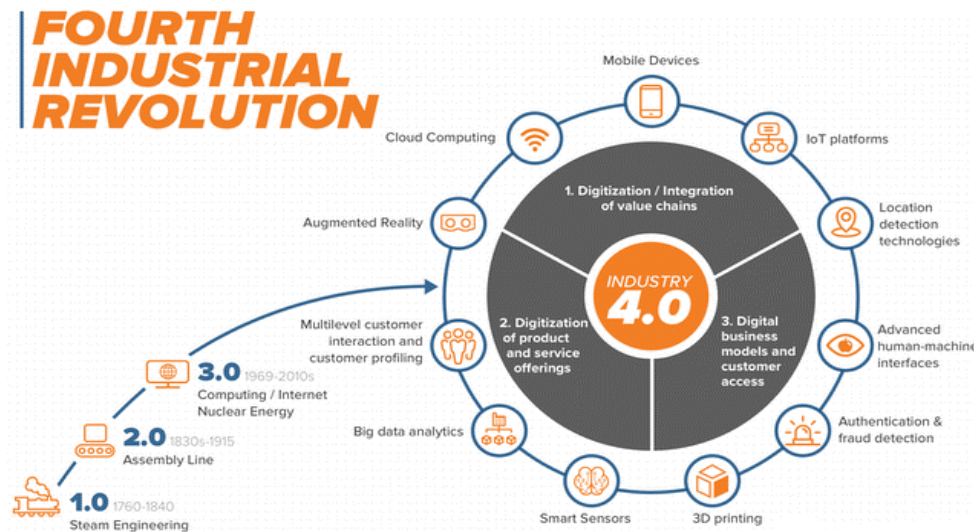 FOURTH
INDUSTRIAL
REVOLUTION
Mobile Devices
Cloud Computing
IoT platforms
Augmented Reality
Location
detection
technologies
1. Digitization / Integration
of value chains
INDUSTRY
4.0
2. Digitization
of product
and service
offerings
3. Digital
business
models and
customer
access
Multilevel customer
interaction and
customer profiling
Advanced
human-machine
interfaces
Big data analytics
Authentication &
fraud detection
Smart Sensors
3D printing
3.0 1969-2010s
Computing / Internet
Nuclear Energy
2.0 1830s-1915
Assembly Line
1.0 1760-1840
Steam Engineering